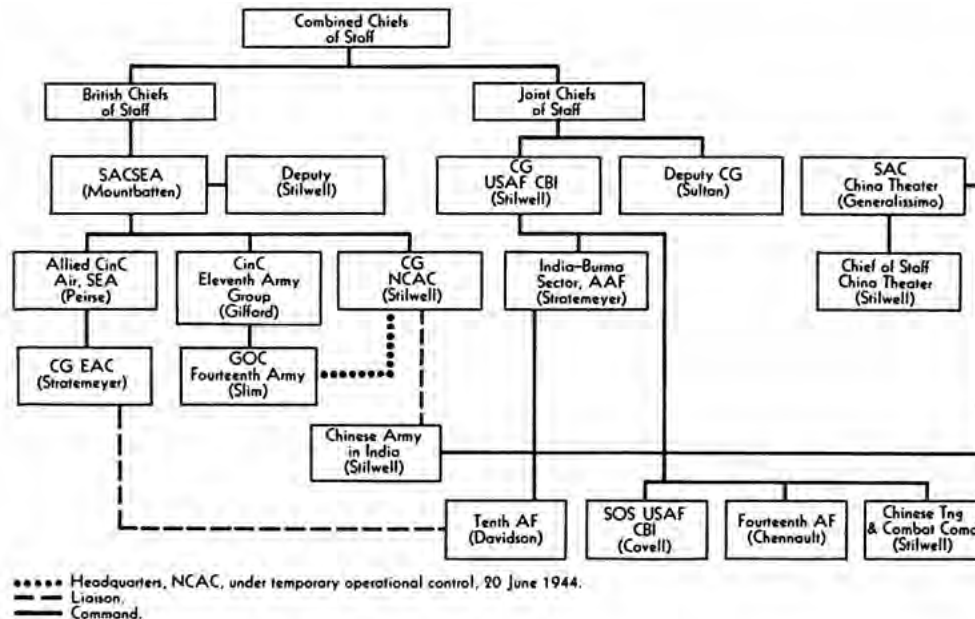 Combined Chiefs
of Staff
British Chiefs
of Staff
Joint Chiefs
of Staff
SACSEA
(Mountbatten)
Deputy
(Stilwell)
CG
USAF CBI
(Stilwell)
Deputy CG
(Sultan)
SAC
China Theater
(Generalissimo)
Allied CinC
Air, SEA
(Peirse)
CinC
Eleventh Army
Group
(Gifford)
CG
NCAC
(Stilwell)
India-Burma
Sector, AAF
(Stratemeyer)
Chief of Staff
China Theater
(Stilwell)
CG EAC
(Stratemeyer)
GOC
Fourteenth Army
(Slim)
Chinese Army
in India
(Stilwell)
Tenth AF
(Davidson)
SOS USAF
CBI
(Covell)
Fourteenth AF
(Chennault)
Chinese Tng
& Combat Comd
(Stilwell)
Headquarters, NCAC, under temporary operational control, 20 June 1944.
Liaison.
Command.